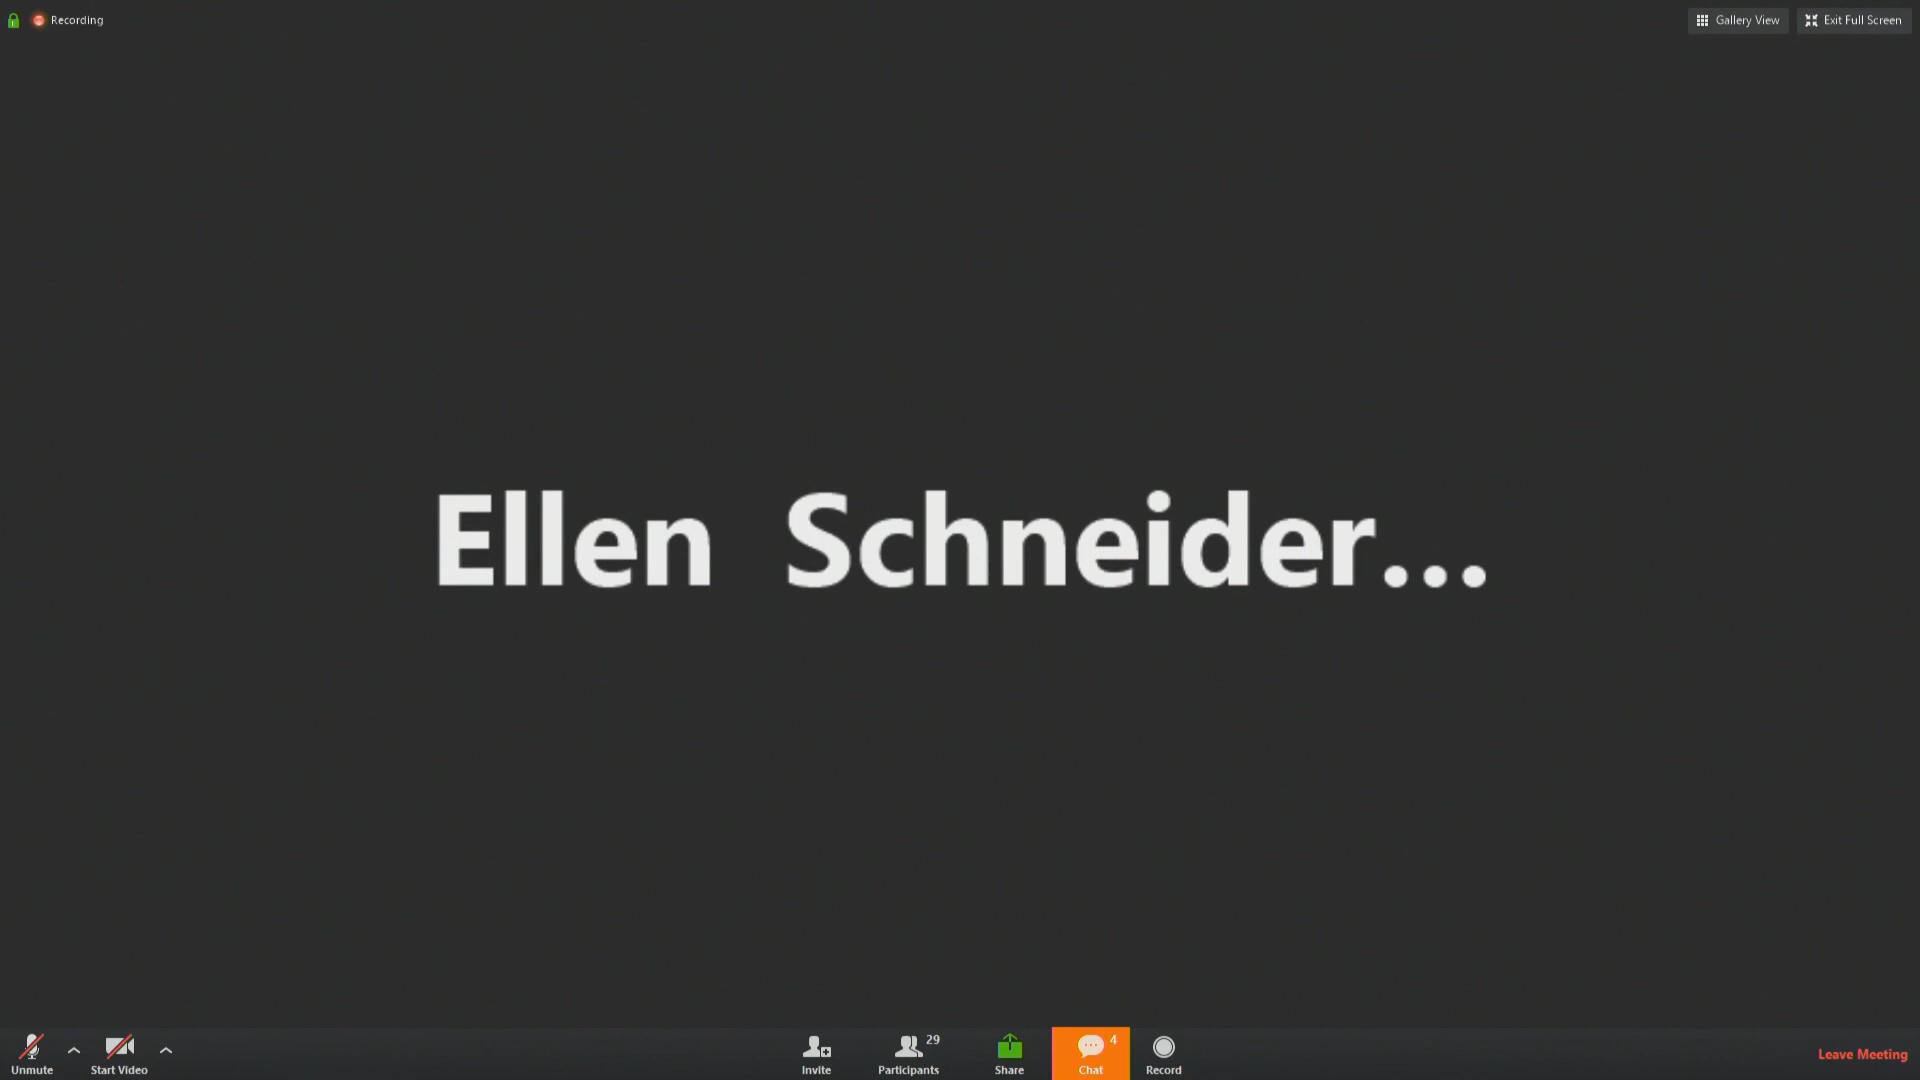 Recording
Gallery View
Exit Full Screen
Ellen Schneider...
Unmute
Start Video
Invite
29
Participants
Share
4
Chat
Record
Leave Meeting